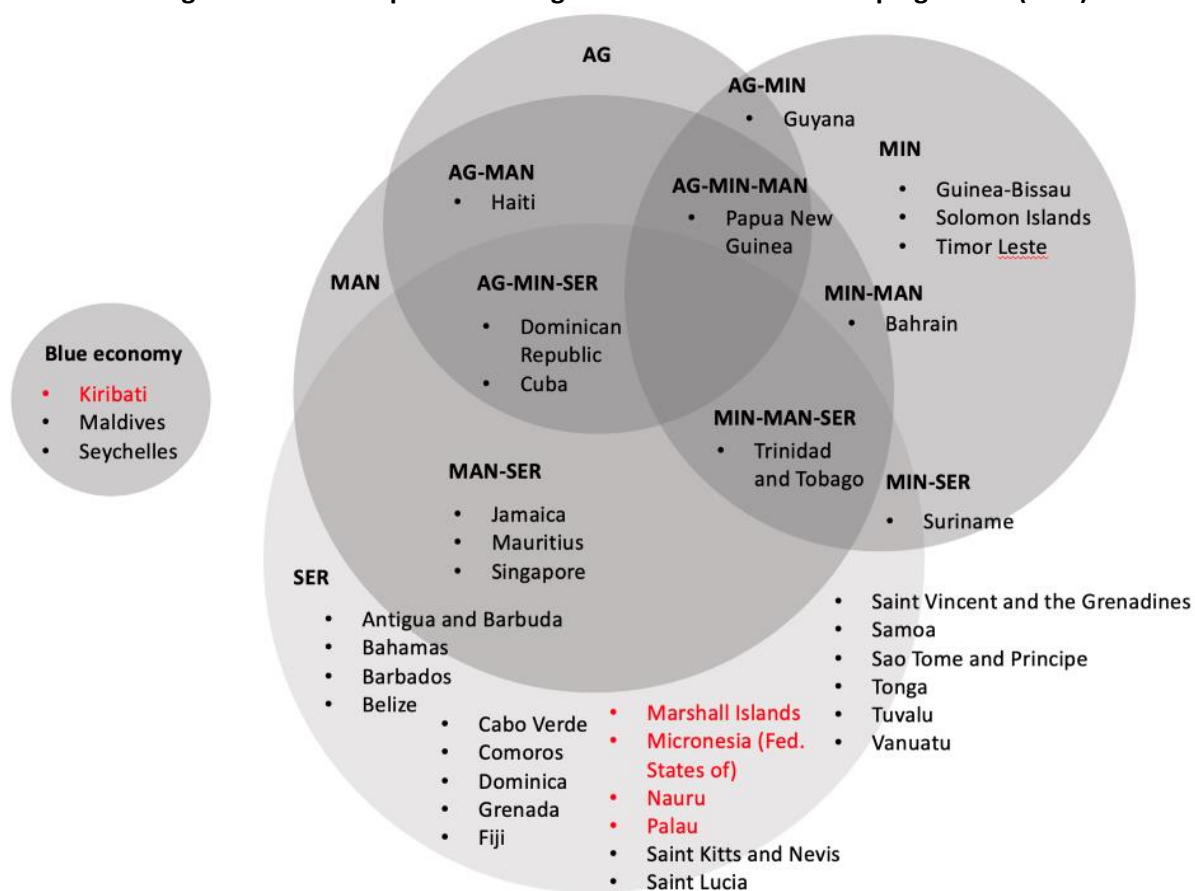 AG
AG-MIN
• Guyana
MIN
• Guinea-Bissau
• Solomon Islands
• Timor Leste
AG-MAN
• Haiti
AG-MIN-MAN
• Papua New
Guinea
MAN
AG-MIN-SER
• Dominican
Republic
• Cuba
MIN-MAN
• Bahrain
Blue economy
• Kiribati
• Maldives
• Seychelles
MIN-MAN-SER
• Trinidad
and Tobago
MAN-SER
• Jamaica
• Mauritius
• Singapore
MIN-SER
• Suriname
SER
• Antigua and Barbuda
• Bahamas
• Barbados
• Belize
• Cabo Verde
• Comoros
• Dominica
• Grenada
• Fiji
• Marshall Islands
• Micronesia (Fed.
States of)
• Nauru
• Palau
• Saint Kitts and Nevis
• Saint Lucia
• Saint Vincent and the Grenadines
• Samoa
• Sao Tome and Principe
• Tonga
• Tuvalu
• Vanuatu